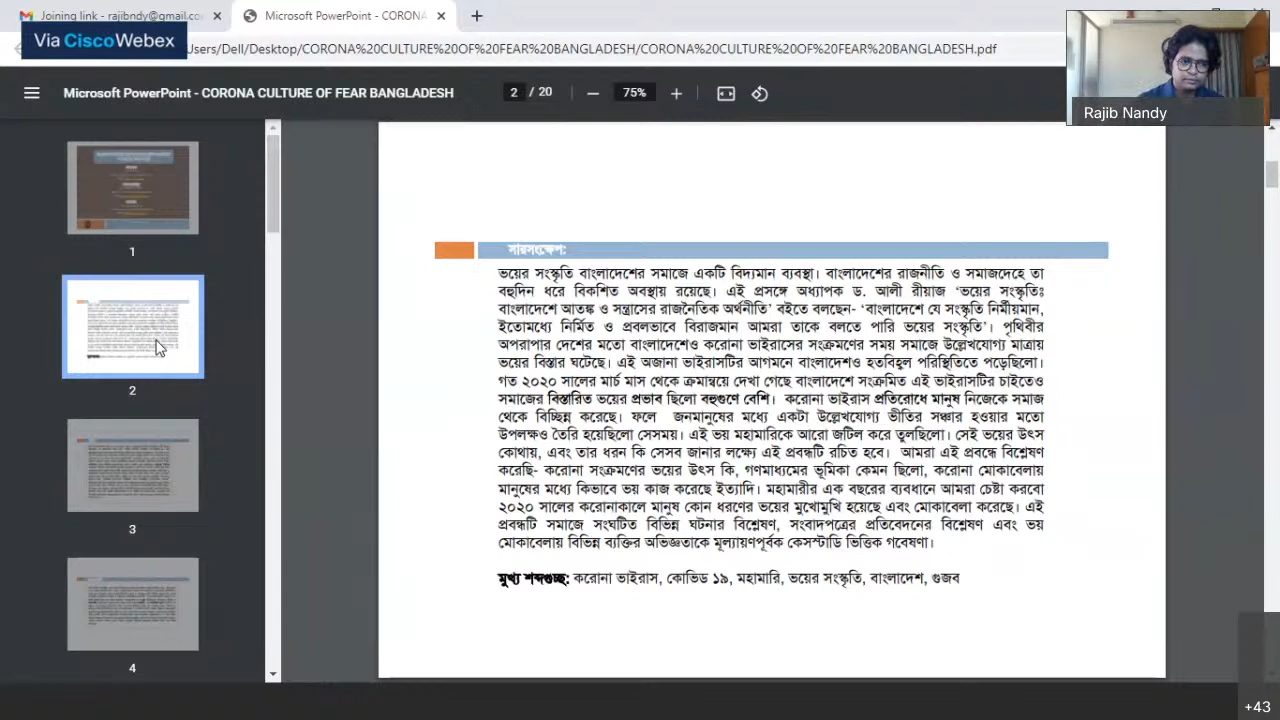 Joining link - rajibndy@gmail.co
Microsoft PowerPoint - CORONA
Via CiscoWebex
Jsers/Dell/Desktop/CORONA%20CULTURE%20OF%20FEAR%20BANGLADESH/CORONA%20CULTURE%20OF%20FEAR%20BANGLADESH.pdf
Microsoft PowerPoint - CORONA CULTURE OF FEAR BANGLADESH
2 / 20
75%
Rajib Nandy
সারসংক্ষেপ:
ভয়ের সংস্কৃতি বাংলাদেশের সমাজে একটি বিদ্যমান ব্যবস্থা। বাংলাদেশের রাজনীতি ও সমাজদেহে তা
বহুদিন ধরে বিকশিত অবস্থায় রয়েছে। এই প্রসঙ্গে অধ্যাপক ড. আলী রীয়াজ ‘ভয়ের সংস্কৃতিঃ
বাংলাদেশে আতঙ্ক ও সন্ত্রাসের রাজনৈতিক অর্থনীতি’ বইতে বলছেন- ‘বাংলাদেশে যে সংস্কৃতি নির্মীয়মান,
ইতোমধ্যে নির্মিত ও প্রবলভাবে বিরাজমান আমরা তাকে বলতে পারি ভয়ের সংস্কৃতি’। পৃথিবীর
অপরাপর দেশের মতো বাংলাদেশেও করোনা ভাইরাসের সংক্রমণের সময় সমাজে উল্লেখযোগ্য মাত্রায়
ভয়ের বিস্তার ঘটেছে। এই অজানা ভাইরাসটির আগমনে বাংলাদেশও হতবিহ্বল পরিস্থিতিতে পড়েছিলো।
গত ২০২০ সালের মার্চ মাস থেকে ক্রমান্বয়ে দেখা গেছে বাংলাদেশে সংক্রমিত এই ভাইরাসটির চাইতেও
সমাজের বিস্তারিত ভয়ের প্রভাব ছিলো বহুগুণে বেশি। করোনা ভাইরাস প্রতিরোধে মানুষ নিজেকে সমাজ
থেকে বিচ্ছিন্ন করেছে। ফলে জনমানুষের মধ্যে একটা উল্লেখযোগ্য ভীতির সঞ্চার হওয়ার মতো
উপলক্ষও তৈরি হয়েছিলো সেসময়। এই ভয় মহামারিকে আরো জটিল করে তুলছিলো। সেই ভয়ের উৎস
কোথায়, এবং তার ধরন কি সেসব জানার লক্ষ্যে এই প্রবন্ধটি রচিত হবে। আমরা এই প্রবন্ধে বিশ্লেষণ
করেছি- করোনা সংক্রমণের ভয়ের উৎস কি, গণমাধ্যমের ভূমিকা কেমন ছিলো, করোনা মোকাবেলায়
মানুষের মধ্যে কিভাবে ভয় কাজ করেছে ইত্যাদি। মহামারীর এক বছরের ব্যবধানে আমরা চেষ্টা করবো
২০২০ সালের করোনাকালে মানুষ কোন ধরণের ভয়ের মুখোমুখি হয়েছে এবং মোকাবেলা করেছে। এই
প্রবন্ধটি সমাজে সংঘটিত বিভিন্ন ঘটনার বিশ্লেষণ, সংবাদপত্রের প্রতিবেদনের বিশ্লেষণ এবং ভয়
মোকাবেলায় বিভিন্ন ব্যক্তির অভিজ্ঞতাকে মূল্যায়ণপূর্বক কেসস্টাডি ভিত্তিক গবেষণা।
মুখ্য শব্দগুচ্ছ: করোনা ভাইরাস, কোভিড ১৯, মহামারি, ভয়ের সংস্কৃতি, বাংলাদেশ, গুজব
1
2
3
4
+43